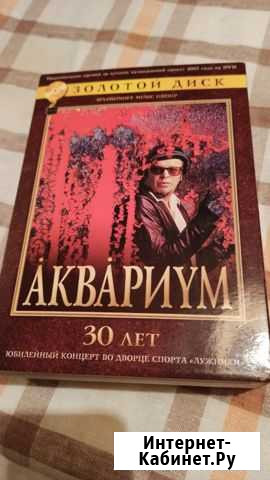 ЗОЛОТОЙ ДИСК
АКВАРИУМ
30 ЛЕТ
ЮБИЛЕЙНЫЙ КОНЦЕРТ ВО ДВОРЦЕ СПОРТА «ЛУЖНИКИ»
Интернет-
Кабинет.Ру